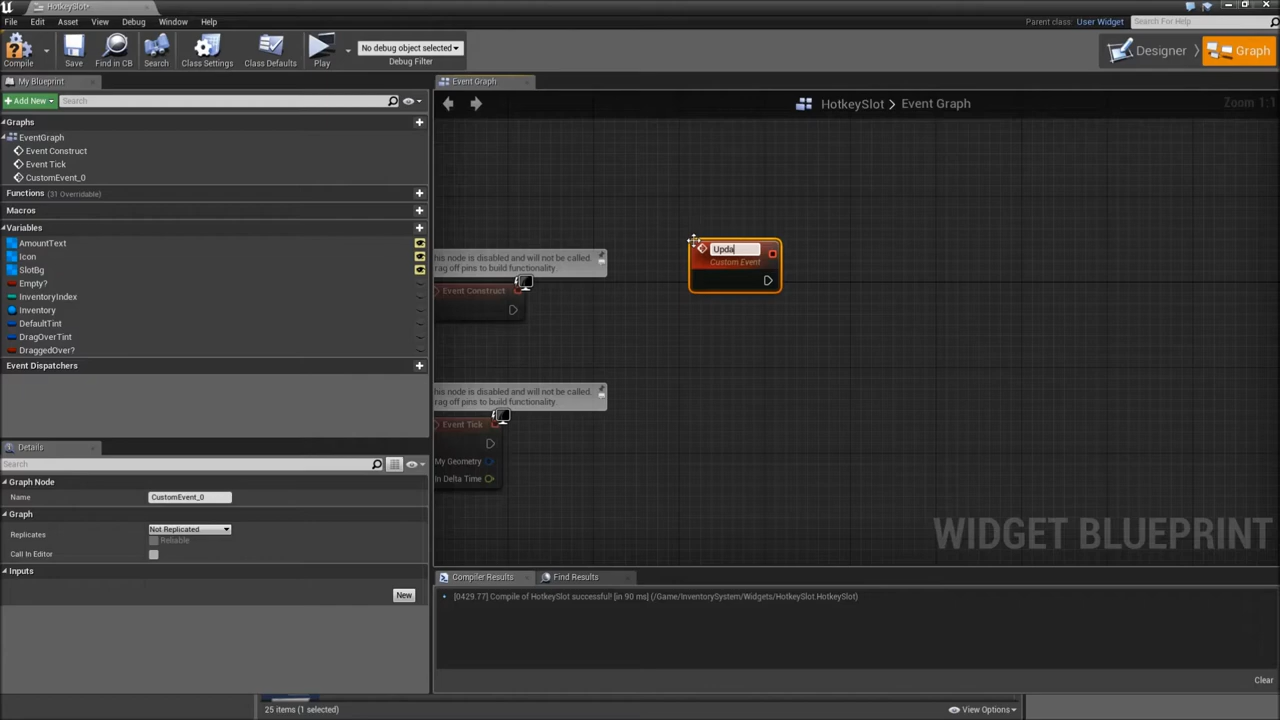 HotkeySlot*
File Edit Asset View Debug Window Help
Parent class: User Widget
Search For Help
Compile
Save
Find in CB
Search
Class Settings
Class Defaults
Play
No debug object selected
Debug Filter
Designer
Graph
My Blueprint
Event Graph
Add New
Search
HotkeySlot > Event Graph
Zoom 1:1
Graphs
EventGraph
Event Construct
Event Tick
CustomEvent_0
Functions (31 Overridable)
Macros
Variables
AmountText
Icon
SlotBg
Empty?
InventoryIndex
Inventory
DefaultTint
DragOverTint
DraggedOver?
Event Dispatchers
his node is disabled and will not be called.
rag off pins to build functionality.
Event Construct
Upda
Custom Event
his node is disabled and will not be called.
rag off pins to build functionality.
Event Tick
My Geometry
In Delta Time
Details
Search
Graph Node
Name CustomEvent_0
Graph
Replicates Not Replicated
Reliable
Call In Editor
Inputs
New
WIDGET BLUEPRINT
Compiler Results
Find Results
[0429.77] Compile of HotkeySlot successful! [in 90 ms] (/Game/InventorySystem/Widgets/HotkeySlot.HotkeySlot)
Clear
25 items (1 selected)
View Options